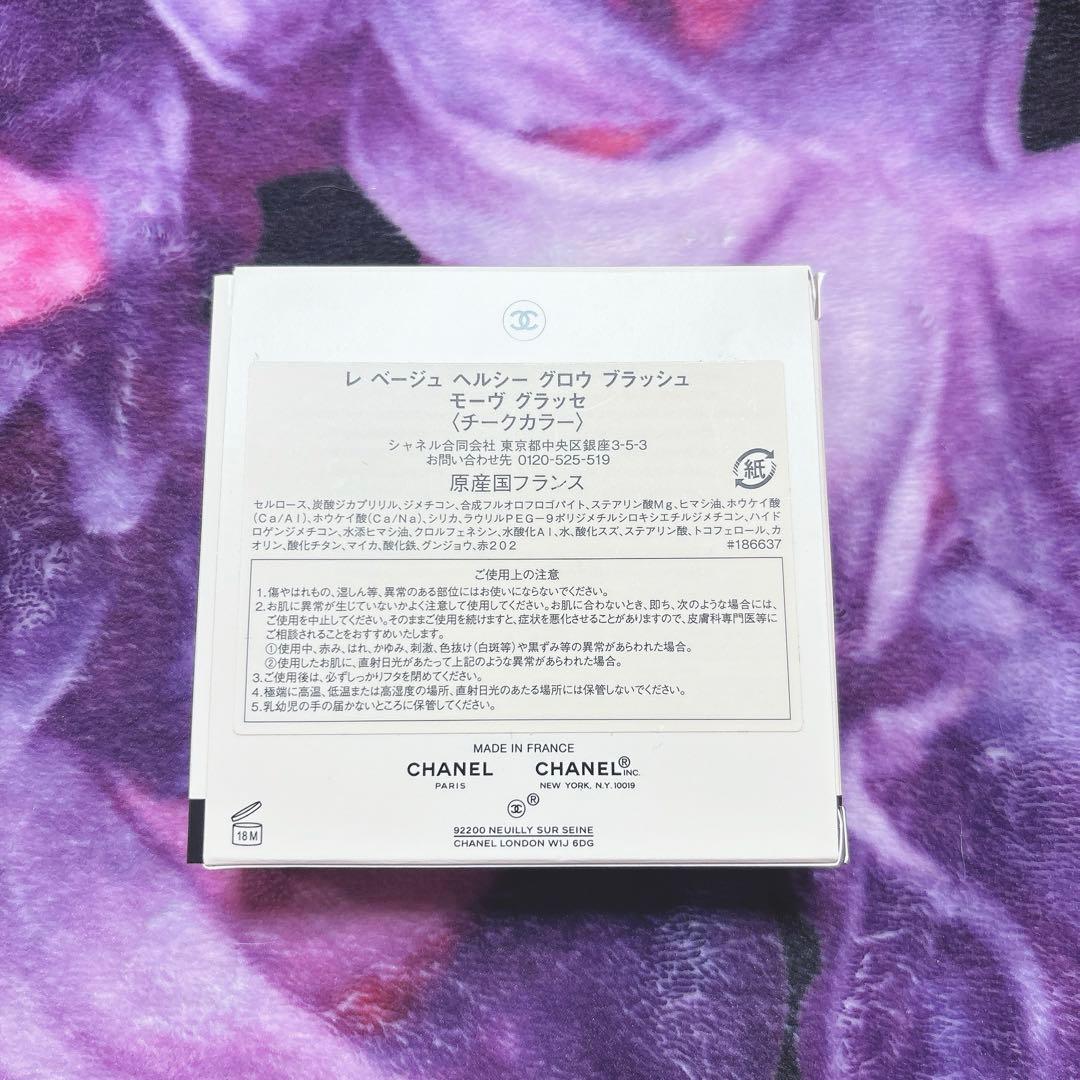 レ ベージュ ヘルシー グロウ ブラッシュ
モーヴ グラッセ
〈チークカラー〉
シャネル合同会社 東京都中央区銀座3-5-3
お問い合わせ先 0120-525-519
原産国フランス
紙
セルロース、炭酸ジカプリリル、ジメチコン、合成フルオロフロゴパイト、ステアリン酸Mg、ヒマシ油、ホウケイ酸
(Ca/Al)、ホウケイ酸(Ca/Na)、シリカ、ラウリルPEG-9ポリジメチルシロキシエチルジメチコン、ハイド
ロゲンジメチコン、水添ヒマシ油、クロルフェネシン、水酸化Al、水、酸化スズ、ステアリン酸、トコフェロール、カ
オリン、酸化チタン、マイカ、酸化鉄、グンジョウ、赤202 #186637
ご使用上の注意
1.傷やはれもの、湿しん等、異常のある部位にはお使いにならないでください。
2.お肌に異常が生じていないかよく注意して使用してください。お肌に合わないとき、即ち、次のような場合には、
ご使用を中止してください。そのままご使用を続けますと、症状を悪化させることがありますので、皮膚科専門医等に
ご相談されることをおすすめいたします。
①使用中、赤み、はれ、かゆみ、刺激、色抜け(白斑等)や黒ずみ等の異常があらわれた場合。
②使用したお肌に、直射日光があたって上記のような異常があらわれた場合。
3.ご使用後は、必ずしっかりフタを閉めてください。
4.極端に高温、低温または高湿度の場所、直射日光のあたる場所には保管しないでください。
5.乳幼児の手の届かないところに保管してください。
MADE IN FRANCE
CHANEL CHANEL® INC.
PARIS NEW YORK, N.Y. 10019
®
18M
92200 NEUILLY SUR SEINE
CHANEL LONDON W1J 6DG